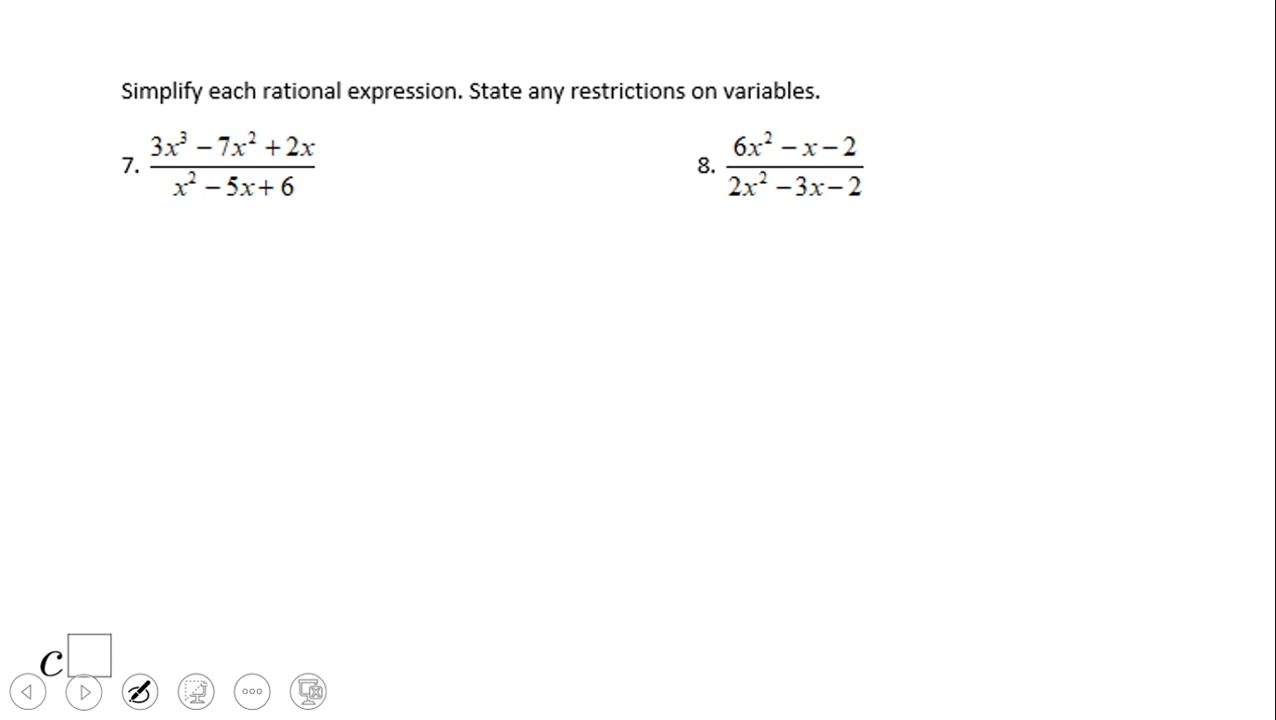 Simplify each rational expression. State any restrictions on variables.
7. (3x³ − 7x² + 2x)/(x² − 5x + 6)
8. (6x² − x − 2)/(2x² − 3x − 2)
c